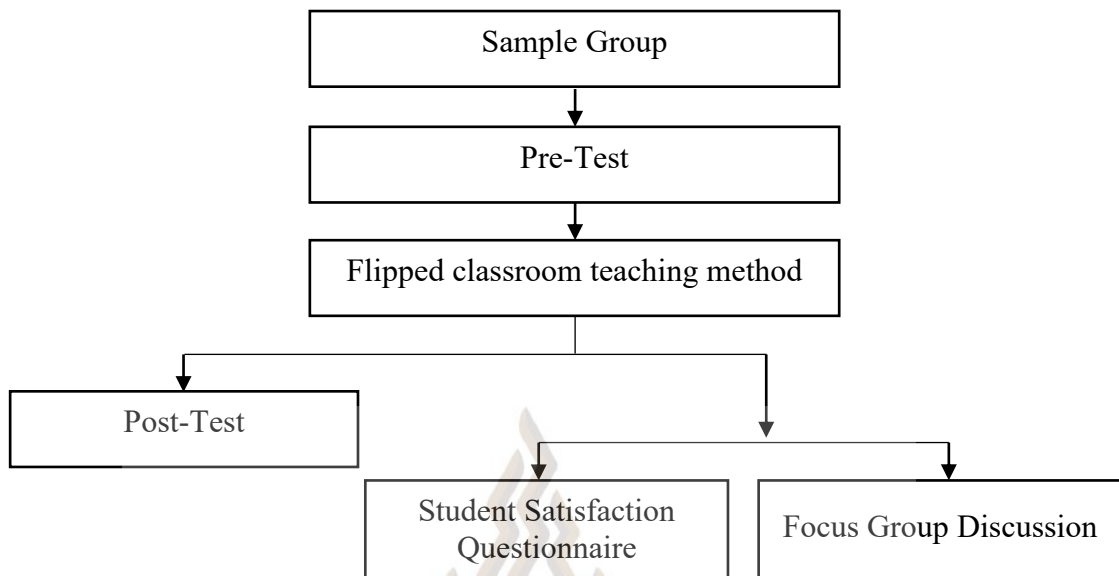 Sample Group
Pre-Test
Flipped classroom teaching method
Post-Test
Student Satisfaction
Questionnaire
Focus Group Discussion